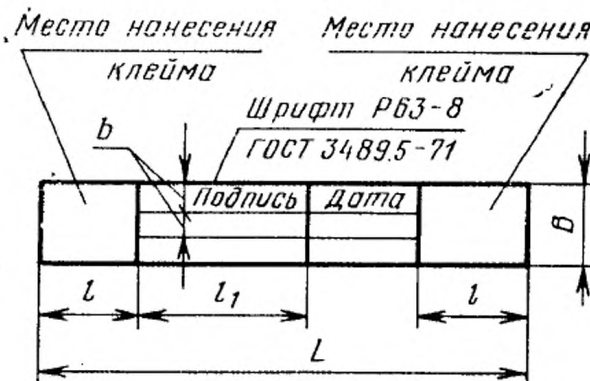 Место нанесения
клейма
Место нанесения
клейма
Шрифт Р63-8
ГОСТ 3489.5-71
b
Подпись Дата
B
l l₁ l
L